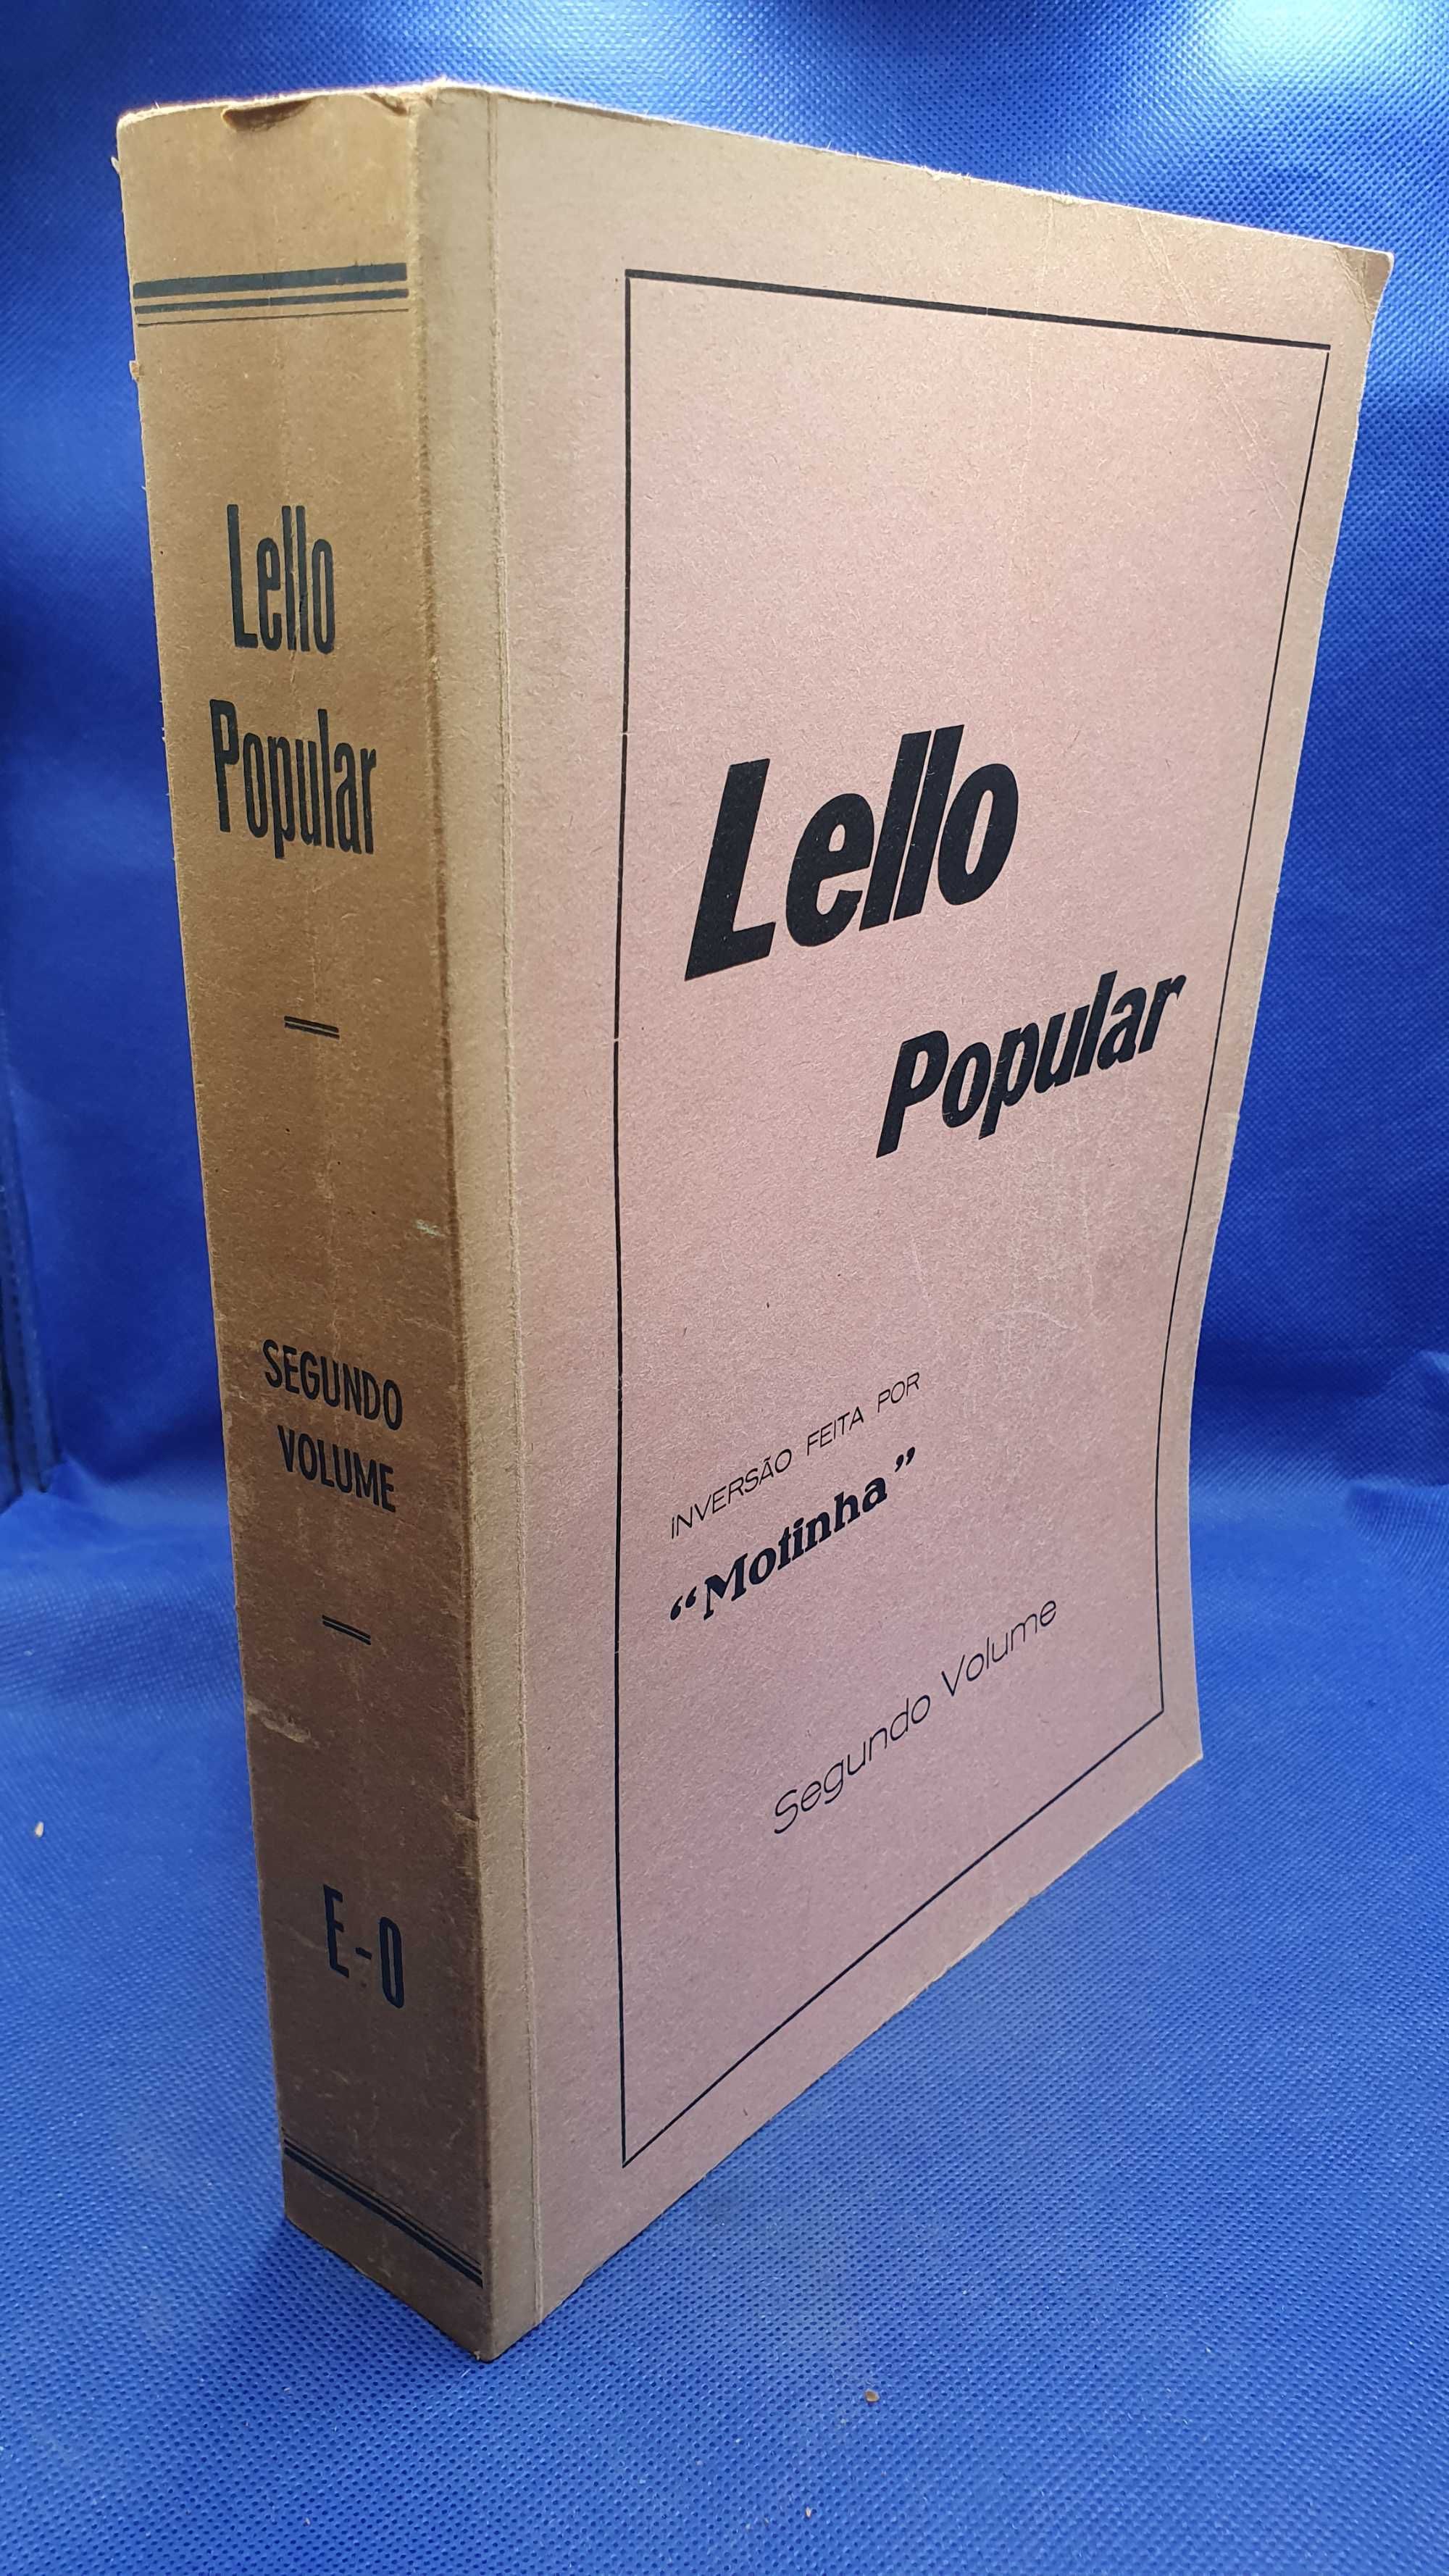 Lello
Popular
SEGUNDO
VOLUME
E-O
Lello
Popular
INVERSÃO FEITA POR
“Motinha”
Segundo Volume